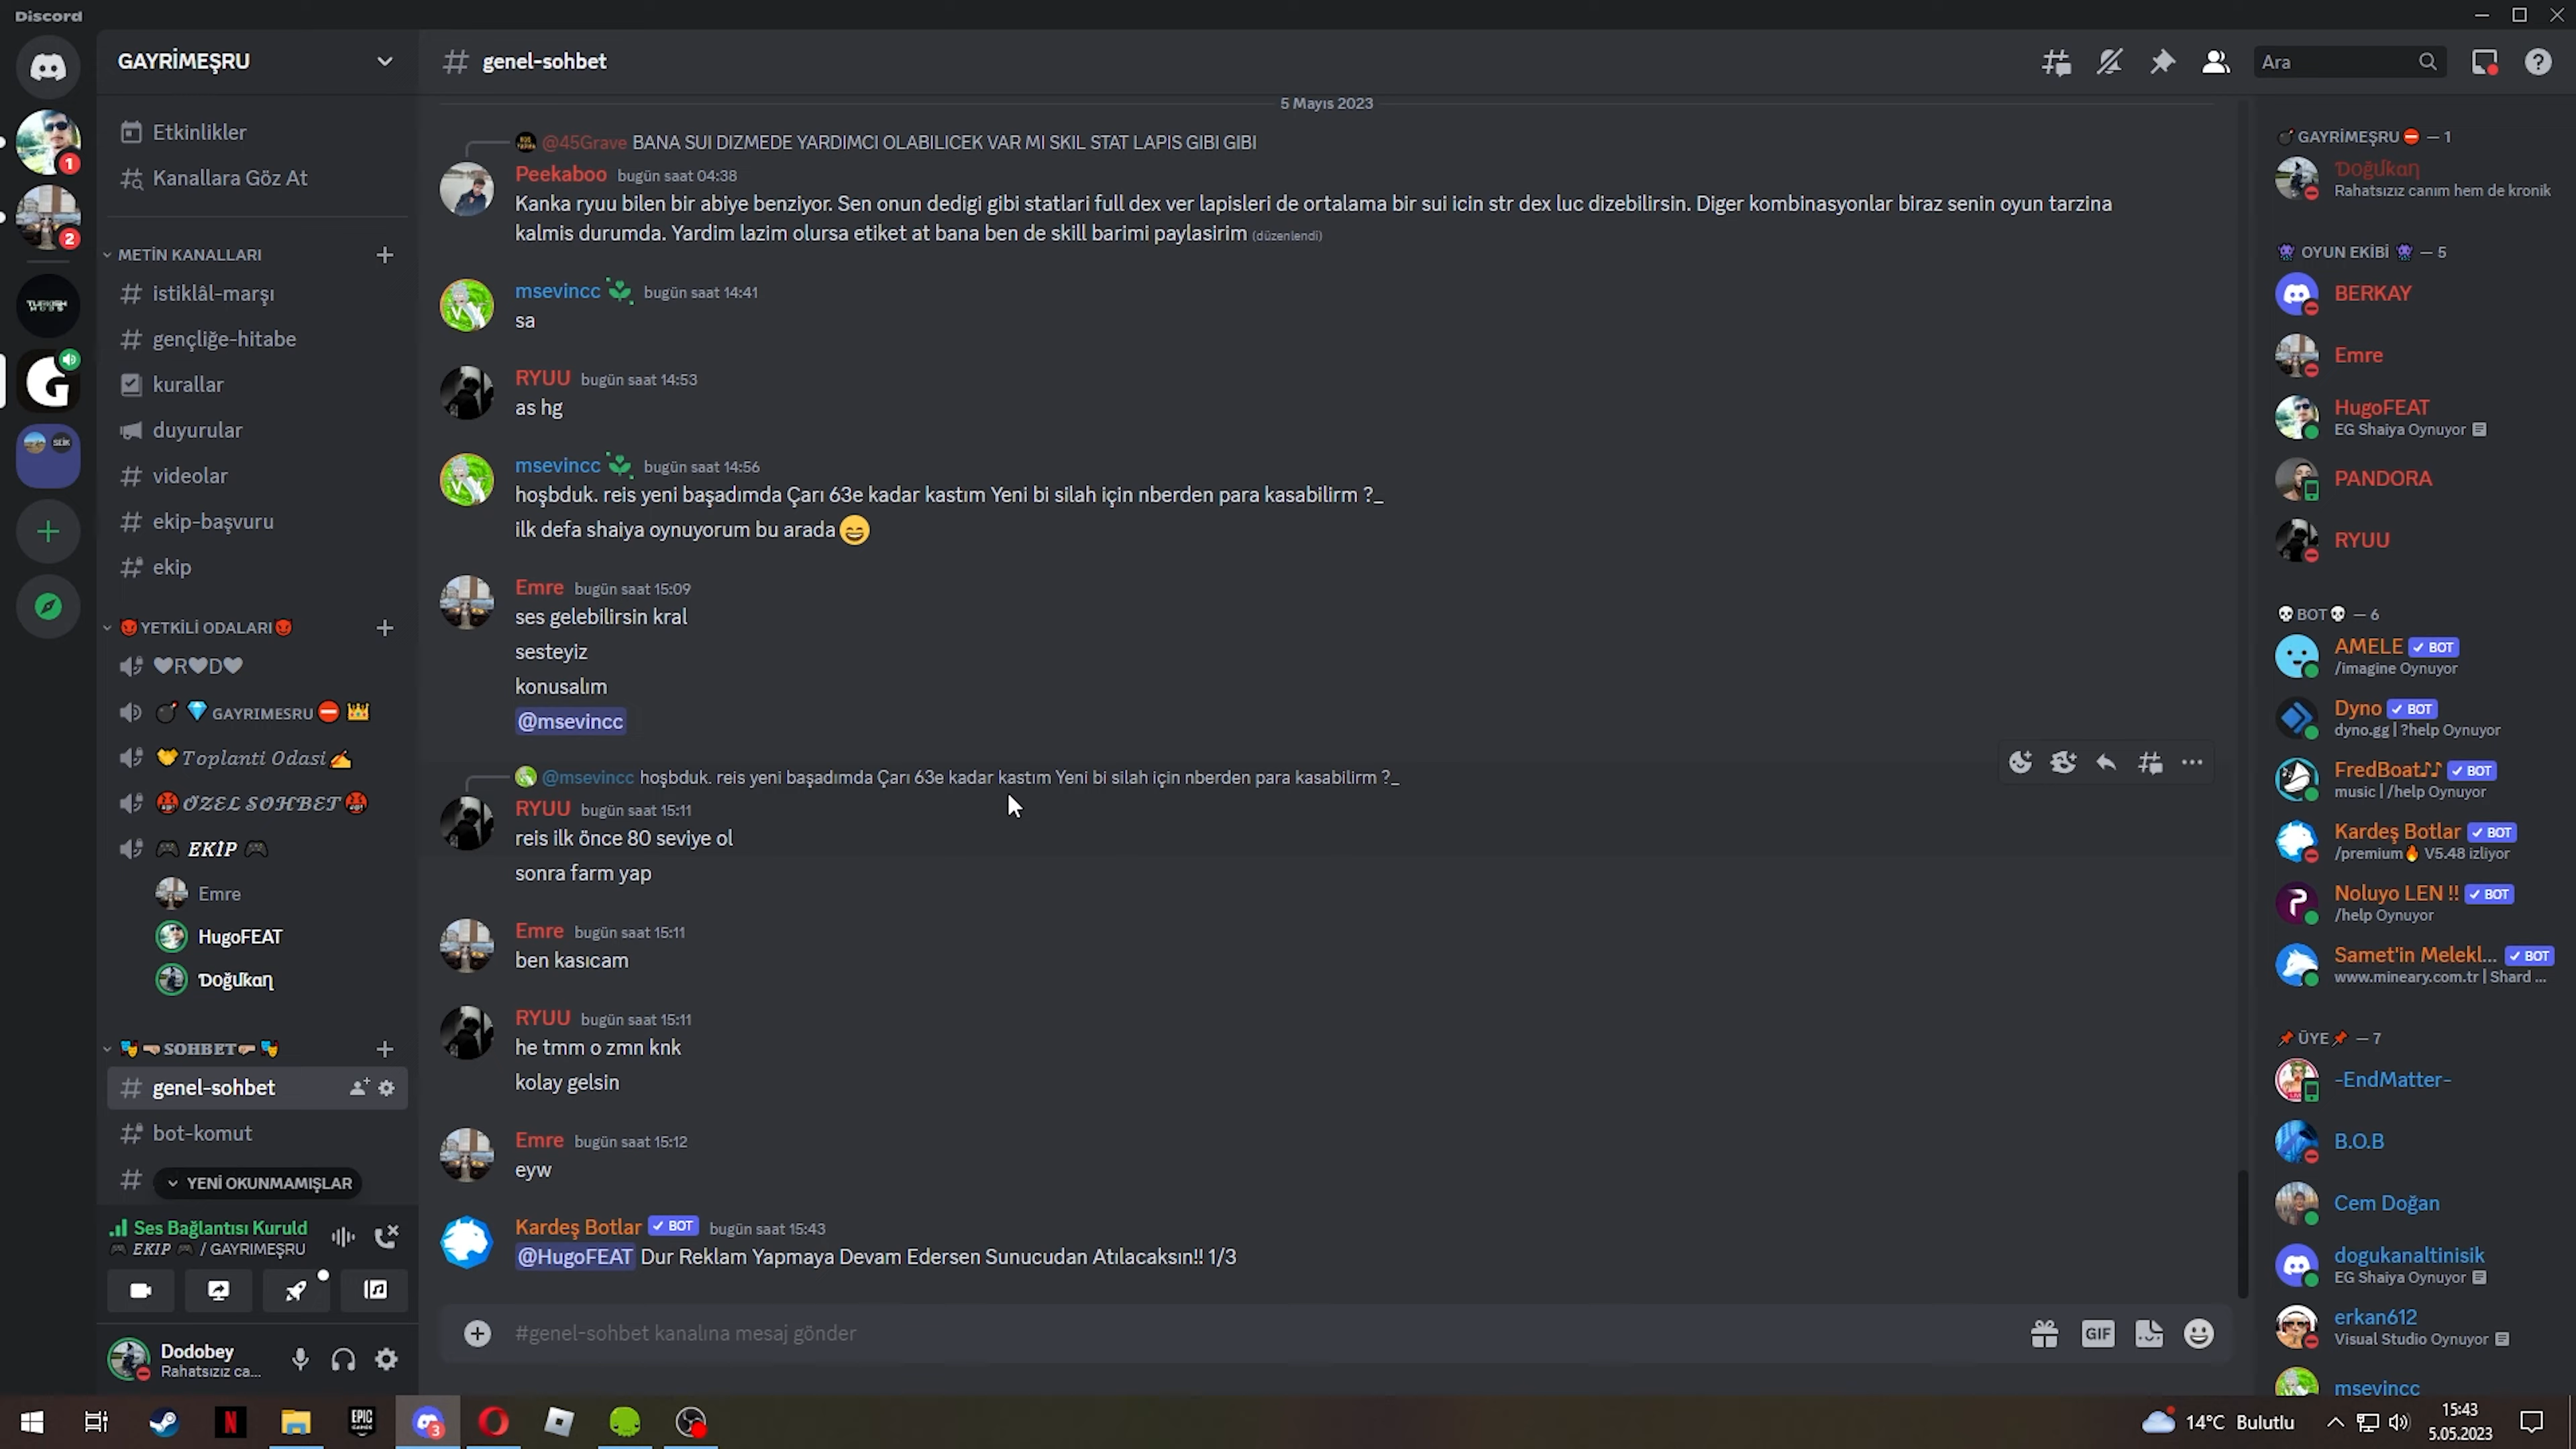 Discord
GAYRİMEŞRU
Etkinlikler
Kanallara Göz At
METİN KANALLARI
istiklâl-marşı
gençliğe-hitabe
kurallar
duyurular
videolar
ekip-başvuru
ekip
😈YETKİLİ ODALARI😈
🖤R🖤D🖤
💣 💎 GAYRIMESRU⛔ 👑
🤝Toplanti Odasi✍
🤬ÖZEL SOHBET🤬
🎮 EKİP 🎮
Emre
HugoFEAT
Ɗoğuƙaɳ
🎭🤜SOHBET🤛🎭
genel-sohbet
bot-komut
YENİ OKUNMAMIŞLAR
Ses Bağlantısı Kuruld
🎮 EKİP 🎮 / GAYRIMEŞRU
Dodobey
Rahatsızız ca...
1
2
TURKISH
SLIK
# genel-sohbet
Ara
5 Mayıs 2023
@45Grave BANA SUI DIZMEDE YARDIMCI OLABILICEK VAR MI SKIL STAT LAPIS GIBI GIBI
Peekaboo bugün saat 04:38
Kanka ryuu bilen bir abiye benziyor. Sen onun dedigi gibi statlari full dex ver lapisleri de ortalama bir sui icin str dex luc dizebilirsin. Diger kombinasyonlar biraz senin oyun tarzina
kalmis durumda. Yardim lazim olursa etiket at bana ben de skill barimi paylasirim (düzenlendi)
msevincc bugün saat 14:41
sa
RYUU bugün saat 14:53
as hg
msevincc bugün saat 14:56
hoşbduk. reis yeni başadımda Çarı 63e kadar kastım Yeni bi silah için nberden para kasabilirm ?_
ilk defa shaiya oynuyorum bu arada 😄
Emre bugün saat 15:09
ses gelebilirsin kral
sesteyiz
konusalım
@msevincc
@msevincc hoşbduk. reis yeni başadımda Çarı 63e kadar kastım Yeni bi silah için nberden para kasabilirm ?_
RYUU bugün saat 15:11
reis ilk önce 80 seviye ol
sonra farm yap
Emre bugün saat 15:11
ben kasıcam
RYUU bugün saat 15:11
he tmm o zmn knk
kolay gelsin
Emre bugün saat 15:12
eyw
Kardeş Botlar ✓ BOT bugün saat 15:43
@HugoFEAT Dur Reklam Yapmaya Devam Edersen Sunucudan Atılacaksın!! 1/3
#genel-sohbet kanalına mesaj gönder
GIF
💣 GAYRİMEŞRU⛔ — 1
Ɗoğuƙaɳ
Rahatsızız canım hem de kronik
👾 OYUN EKİBİ 👾 — 5
BERKAY
Emre
HugoFEAT
EG Shaiya Oynuyor
PANDORA
RYUU
💀BOT💀 — 6
AMELE ✓ BOT
/imagine Oynuyor
Dyno ✓ BOT
dyno.gg | ?help Oynuyor
FredBoat♪♪ ✓ BOT
music | /help Oynuyor
Kardeş Botlar ✓ BOT
/premium🔥 V5.48 izliyor
Noluyo LEN !! ✓ BOT
/help Oynuyor
Samet'in Melekl... ✓ BOT
www.mineary.com.tr | Shard ...
📌 ÜYE📌 — 7
-EndMatter-
B.O.B
Cem Doğan
dogukanaltinisik
EG Shaiya Oynuyor
erkan612
Visual Studio Oynuyor
msevincc
EPIC
GAMES
3
14°C Bulutlu
15:43
5.05.2023